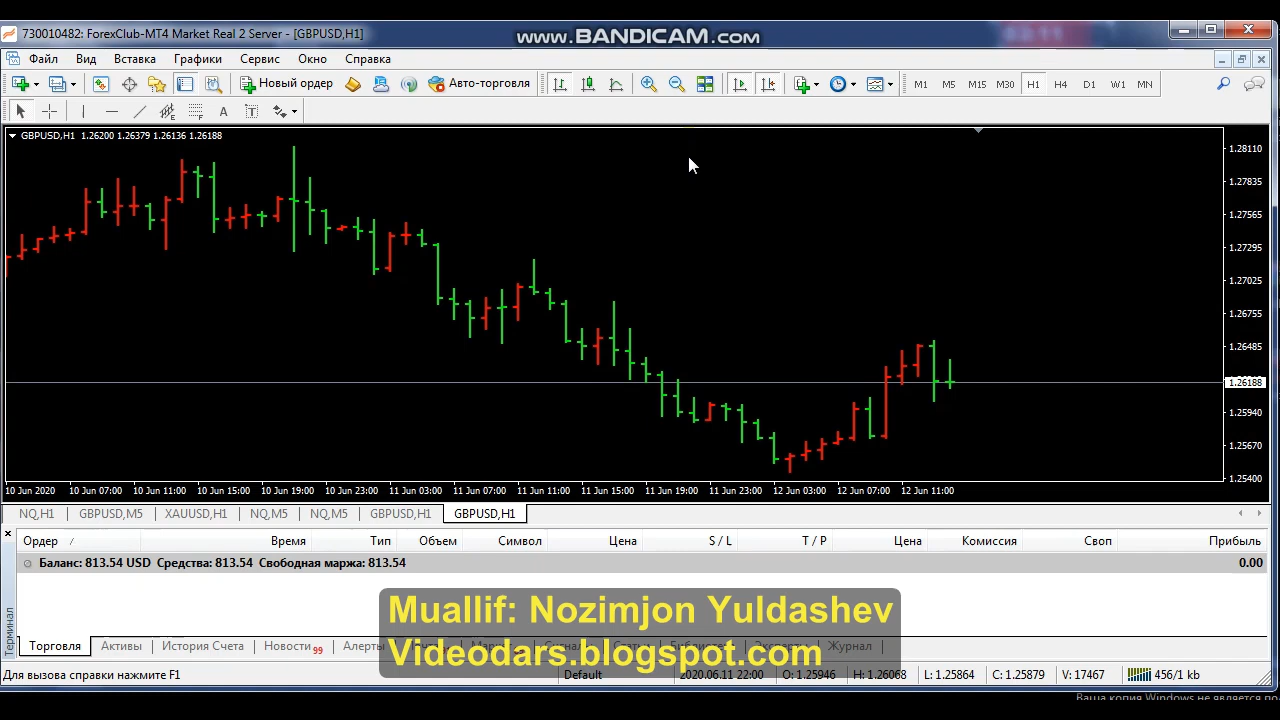 730010482: ForexClub-MT4 Market Real 2 Server - [GBPUSD,H1]
www.BANDICAM.com
Файл Вид Вставка Графики Сервис Окно Справка
Новый ордер Авто-торговля M1 M5 M15 M30 H1 H4 D1 W1 MN
A T
GBPUSD,H1 1.26200 1.26379 1.26136 1.26188
1.28110
1.27835
1.27565
1.27295
1.27025
1.26755
1.26485
1.26188
1.25940
1.25670
1.25400
10 Jun 2020 10 Jun 07:00 10 Jun 11:00 10 Jun 15:00 10 Jun 19:00 10 Jun 23:00 11 Jun 03:00 11 Jun 07:00 11 Jun 11:00 11 Jun 15:00 11 Jun 19:00 11 Jun 23:00 12 Jun 03:00 12 Jun 07:00 12 Jun 11:00
NQ,H1 GBPUSD,M5 XAUUSD,H1 NQ,M5 NQ,M5 GBPUSD,H1 GBPUSD,H1
Ордер / Время Тип Объем Символ Цена S / L T / P Цена Комиссия Своп Прибыль
Баланс: 813.54 USD Средства: 813.54 Свободная маржа: 813.54 0.00
Muallif: Nozimjon Yuldashev
Videodars.blogspot.com
Терминал
Торговля Активы История Счета Новости 99 Алерты Журнал
Для вызова справки нажмите F1 Default 2020.06.11 22:00 O: 1.25946 H: 1.26068 L: 1.25864 C: 1.25879 V: 17467 456/1 kb
Ваша копия Windows не является по